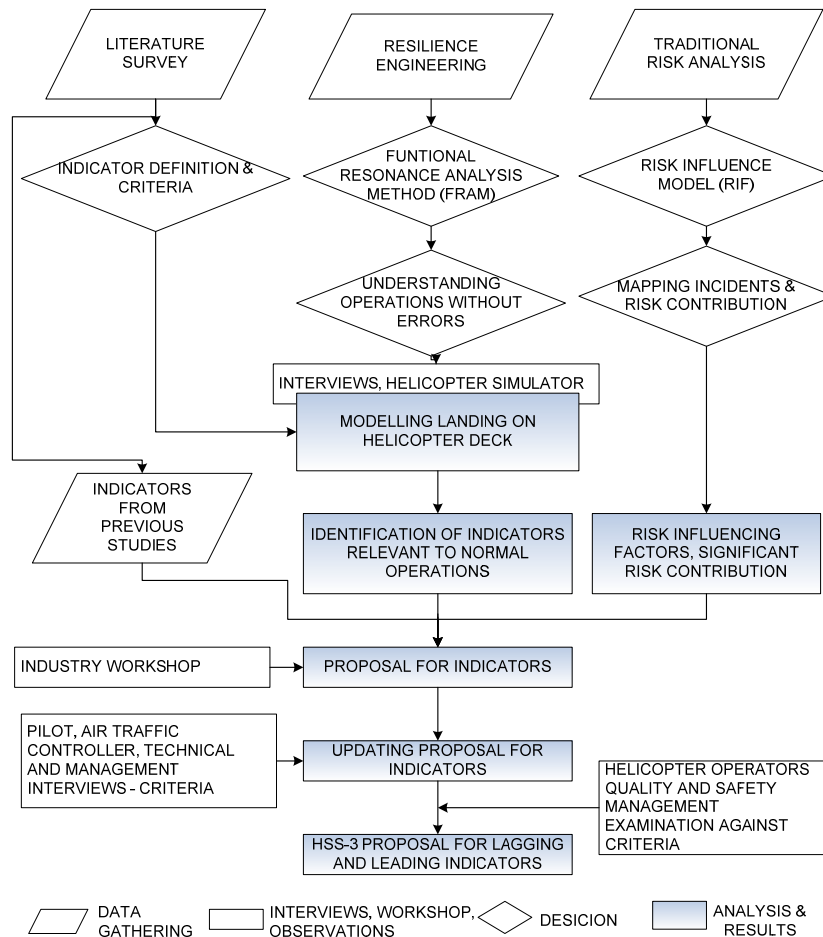 LITERATURE
SURVEY
RESILIENCE
ENGINEERING
TRADITIONAL
RISK ANALYSIS
INDICATOR DEFINITION &
CRITERIA
FUNTIONAL
RESONANCE ANALYSIS
METHOD (FRAM)
RISK INFLUENCE
MODEL (RIF)
UNDERSTANDING
OPERATIONS WITHOUT
ERRORS
MAPPING INCIDENTS &
RISK CONTRIBUTION
INTERVIEWS, HELICOPTER SIMULATOR
MODELLING LANDING ON
HELICOPTER DECK
INDICATORS
FROM
PREVIOUS
STUDIES
IDENTIFICATION OF INDICATORS
RELEVANT TO NORMAL
OPERATIONS
RISK INFLUENCING
FACTORS, SIGNIFICANT
RISK CONTRIBUTION
INDUSTRY WORKSHOP
PROPOSAL FOR INDICATORS
PILOT, AIR TRAFFIC
CONTROLLER, TECHNICAL
AND MANAGEMENT
INTERVIEWS - CRITERIA
UPDATING PROPOSAL FOR
INDICATORS
HELICOPTER OPERATORS
QUALITY AND SAFETY
MANAGEMENT
EXAMINATION AGAINST
CRITERIA
HSS-3 PROPOSAL FOR LAGGING
AND LEADING INDICATORS
DATA
GATHERING
INTERVIEWS, WORKSHOP,
OBSERVATIONS
DESICION
ANALYSIS &
RESULTS